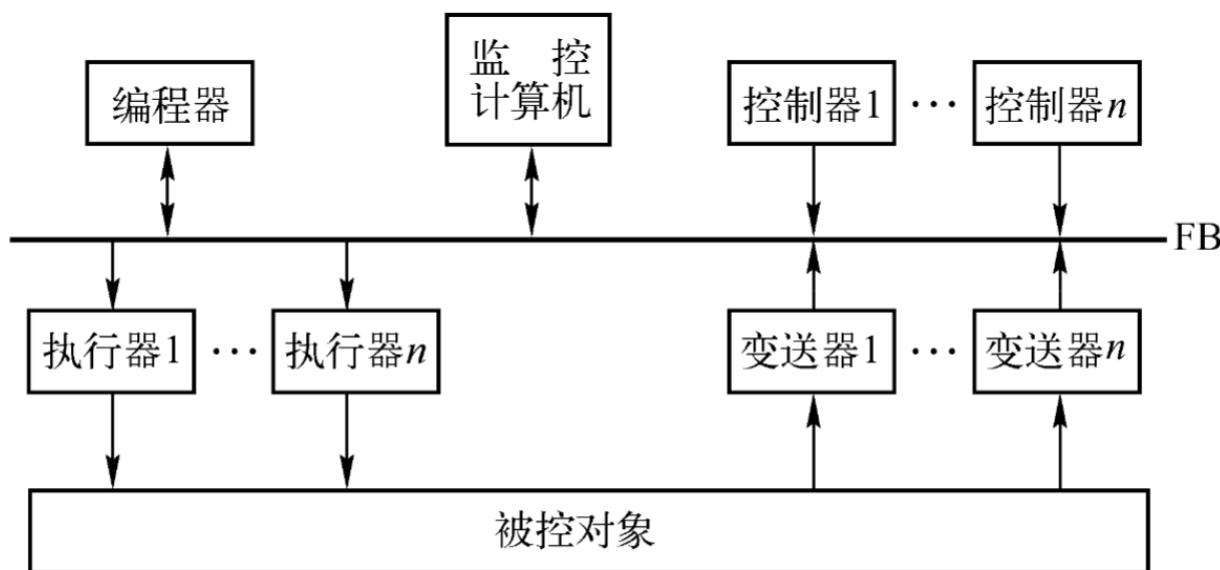 编程器
监 控
计算机
控制器1 ··· 控制器n
FB
执行器1 ··· 执行器n
变送器1 ··· 变送器n
被控对象